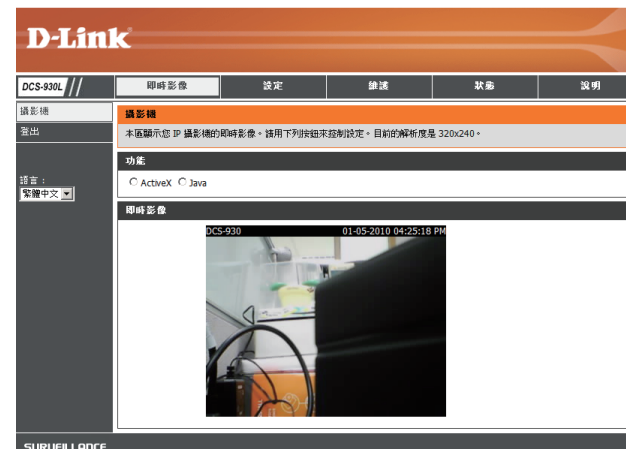 D-Link
DCS-930L // 即時影像 設定 維護 狀態 說明
攝影機
登出
語言：
繁體中文
攝影機
本區顯示您 IP 攝影機的即時影像。請用下列按鈕來控制設定。目前的解析度是 320x240。
功能
ActiveX Java
即時影像
DCS-930 01-05-2010 04:25:18 PM
SURVEILLANCE